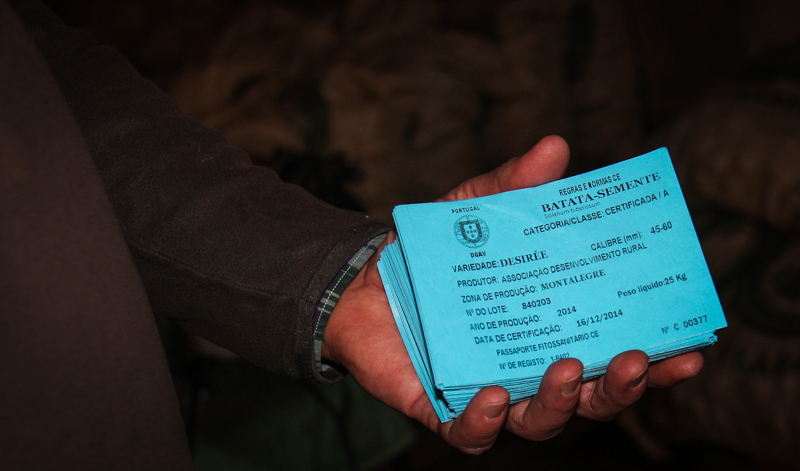 PORTUGAL
DGAV
REGRAS E NORMAS CE
BATATA-SEMENTE
Solanum tuberosum
CATEGORIA/CLASSE: CERTIFICADA / A
VARIEDADE: DESIRÉE CALIBRE (mm): 45-60
PRODUTOR: ASSOCIAÇÃO DESENVOLVIMENTO RURAL
ZONA DE PRODUÇÃO: MONTALEGRE
Nº DO LOTE: 840203 Peso líquido: 25 Kg
ANO DE PRODUÇÃO: 2014
DATA DE CERTIFICAÇÃO: 16/12/2014
PASSAPORTE FITOSSANITÁRIO CE Nº C 00377
Nº DE REGISTO: 1-8402